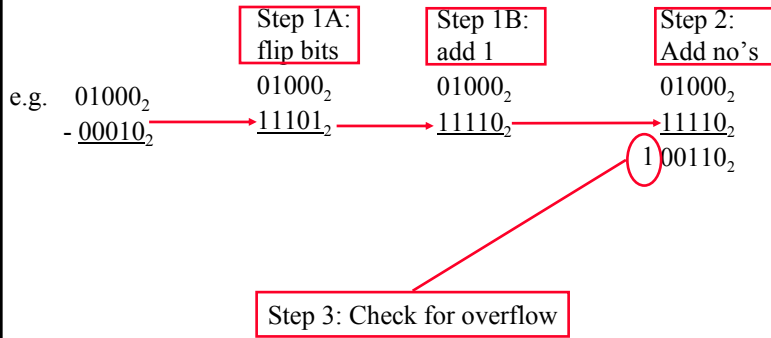 Step 1A:
flip bits
Step 1B:
add 1
Step 2:
Add no’s
e.g. 01000₂
- 00010₂
01000₂
11101₂
01000₂
11110₂
01000₂
11110₂
1 00110₂
Step 3: Check for overflow